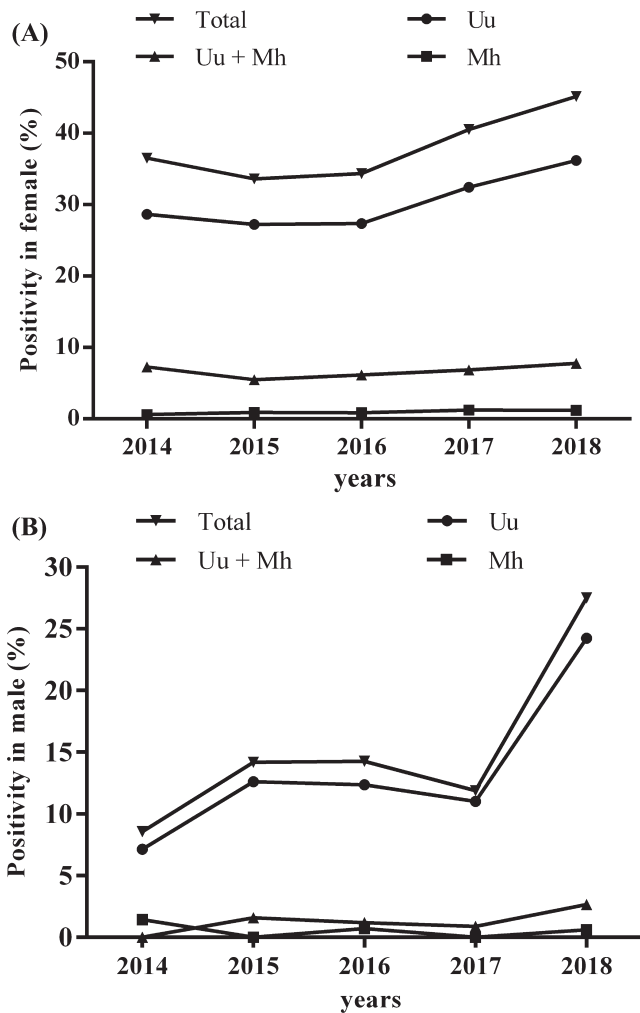 (A)
Total
Uu
Uu + Mh
Mh
Positivity in female (%)
50
40
30
20
10
0
2014 2015 2016 2017 2018
years
(B)
Total
Uu
Uu + Mh
Mh
Positivity in male (%)
30
25
20
15
10
5
0
2014 2015 2016 2017 2018
years